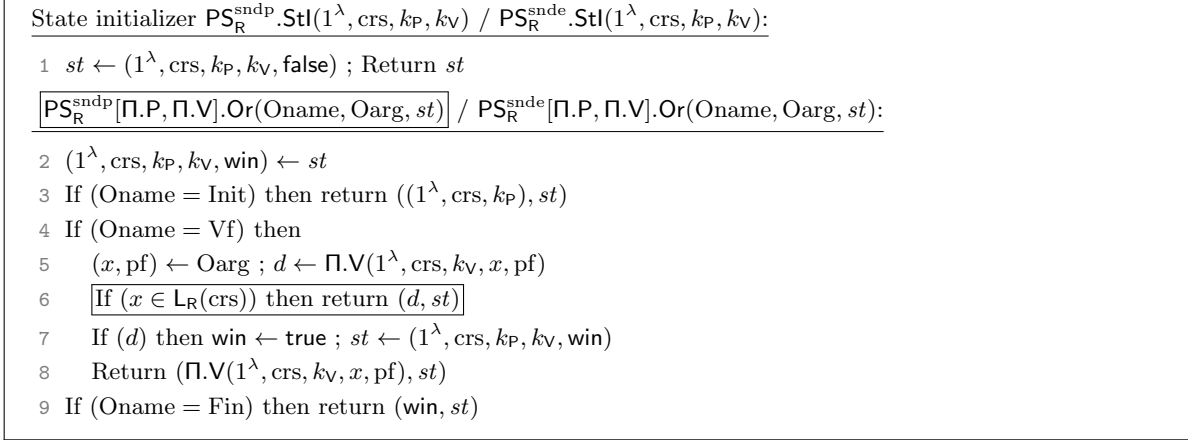 State initializer PS_R^sndp.StI(1^λ, crs, k_P, k_V) / PS_R^snde.StI(1^λ, crs, k_P, k_V):
1 st ← (1^λ, crs, k_P, k_V, false) ; Return st
PS_R^sndp[Π.P, Π.V].Or(Oname, Oarg, st) / PS_R^snde[Π.P, Π.V].Or(Oname, Oarg, st):
2 (1^λ, crs, k_P, k_V, win) ← st
3 If (Oname = Init) then return ((1^λ, crs, k_P), st)
4 If (Oname = Vf) then
5 (x, pf) ← Oarg ; d ← Π.V(1^λ, crs, k_V, x, pf)
6 If (x ∈ L_R(crs)) then return (d, st)
7 If (d) then win ← true ; st ← (1^λ, crs, k_P, k_V, win)
8 Return (Π.V(1^λ, crs, k_V, x, pf), st)
9 If (Oname = Fin) then return (win, st)